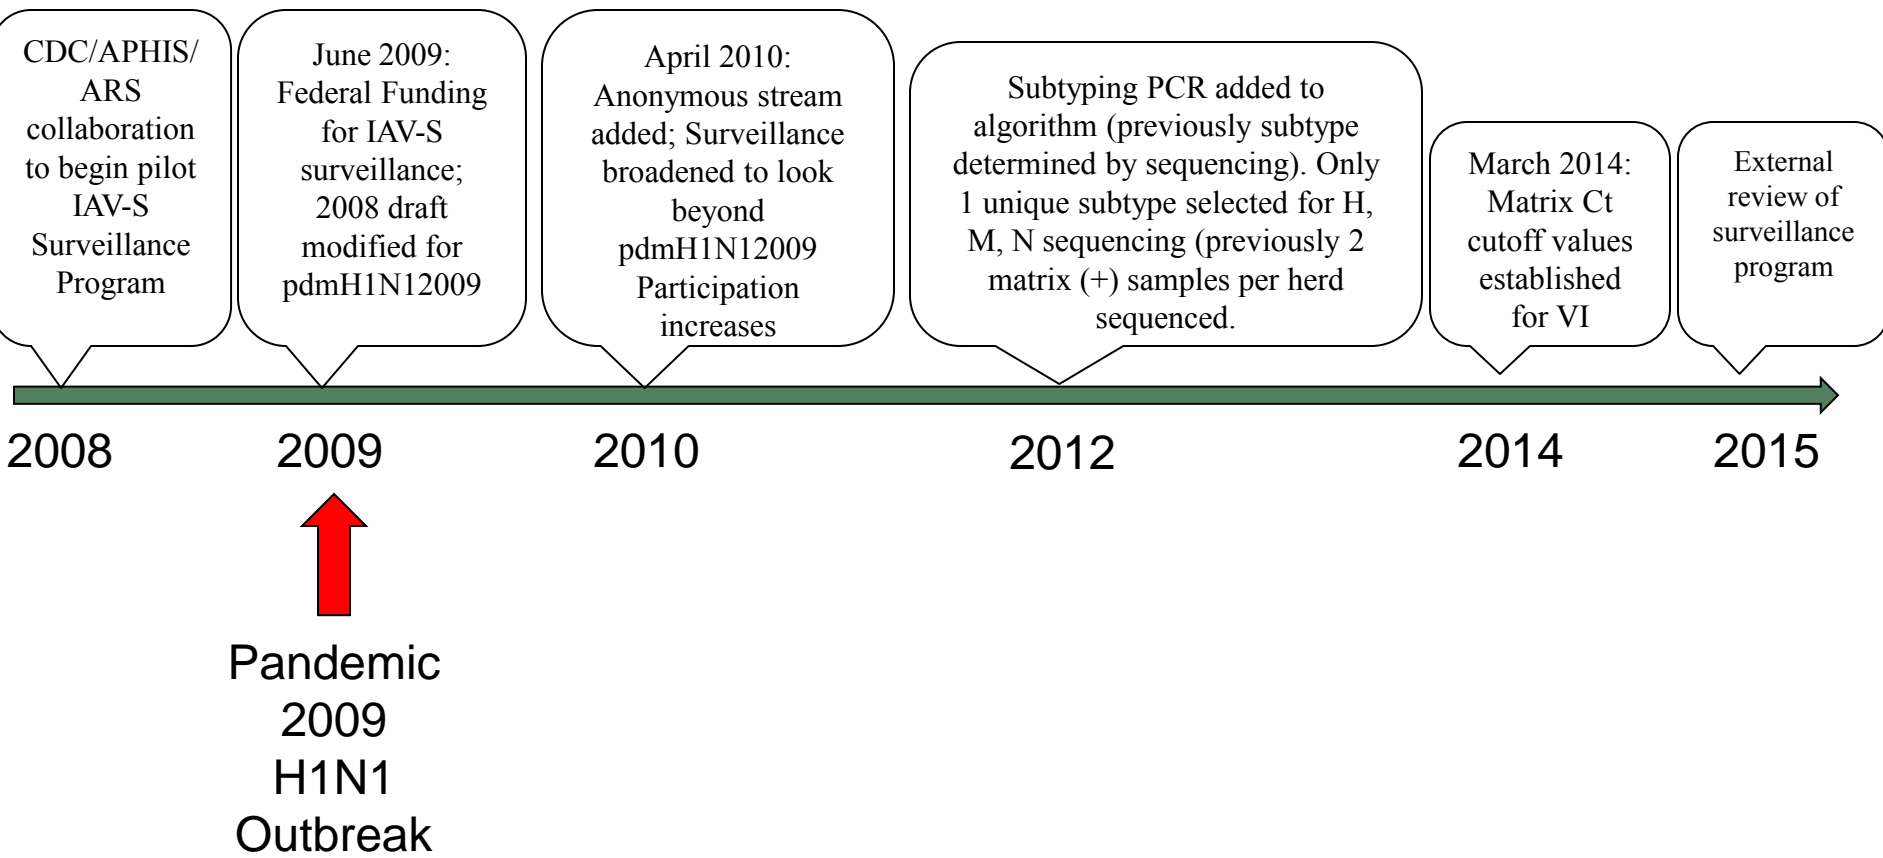 CDC/APHIS/
ARS
collaboration
to begin pilot
IAV-S
Surveillance
Program
June 2009:
Federal Funding
for IAV-S
surveillance;
2008 draft
modified for
pdmH1N12009
April 2010:
Anonymous stream
added; Surveillance
broadened to look
beyond
pdmH1N12009
Participation
increases
Subtyping PCR added to
algorithm (previously subtype
determined by sequencing). Only
1 unique subtype selected for H,
M, N sequencing (previously 2
matrix (+) samples per herd
sequenced.
March 2014:
Matrix Ct
cutoff values
established
for VI
External
review of
surveillance
program
2008
2009
2010
2012
2014
2015
Pandemic
2009
H1N1
Outbreak